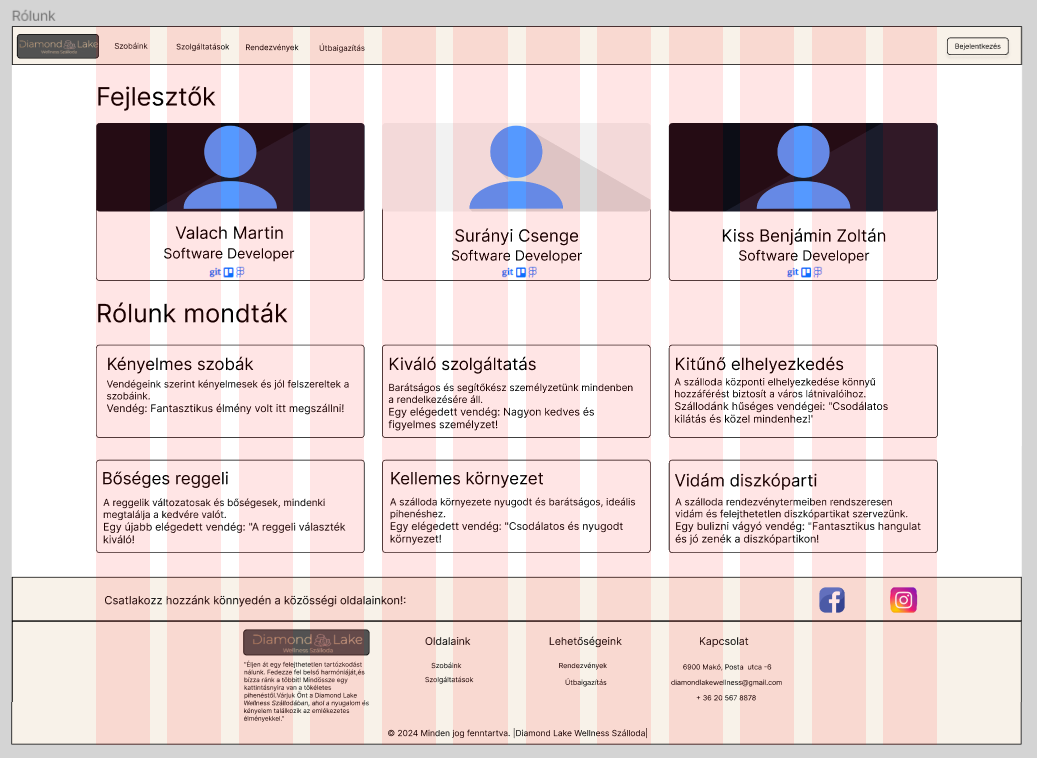 Rólunk
Diamond Lake
Wellness Szálloda
Szobáink
Szolgáltatások
Rendezvények
Útbaigazítás
Bejelentkezés
Fejlesztők
Valach Martin
Software Developer
git
Surányi Csenge
Software Developer
git
Kiss Benjámin Zoltán
Software Developer
git
Rólunk mondták
Kényelmes szobák
Vendégeink szerint kényelmesek és jól felszereltek a
szobáink.
Vendég: Fantasztikus élmény volt itt megszállni!
Kiváló szolgáltatás
Barátságos és segítőkész személyzetünk mindenben
a rendelkezésére áll.
Egy elégedett vendég: Nagyon kedves és
figyelmes személyzet!
Kitűnő elhelyezkedés
A szálloda központi elhelyezkedése könnyű
hozzáférést biztosít a város látnivalóihoz.
Szállodánk hűséges vendégei: "Csodálatos
kilátás és közel mindenhez!'
Bőséges reggeli
A reggelik változatosak és bőségesek, mindenki
megtalálja a kedvére valót.
Egy újabb elégedett vendég: "A reggeli választék
kiváló!
Kellemes környezet
A szálloda környezete nyugodt és barátságos, ideális
pihenéshez.
Egy elégedett vendég: "Csodálatos és nyugodt
környezet!
Vidám diszkóparti
A szálloda rendezvénytermeiben rendszeresen
vidám és felejthetetlen diszkópartikat szervezünk.
Egy bulizni vágyó vendég: "Fantasztikus hangulat
és jó zenék a diszkópartikon!
Csatlakozz hozzánk könnyedén a közösségi oldalainkon!:
Diamond Lake
Wellness Szálloda
"Éljen át egy felejthetetlen tartózkodást
nálunk. Fedezze fel belső harmóniáját,és
bízza ránk a többit! Mindössze egy
kattintásnyira van a tökéletes
pihenéstől.Várjuk Önt a Diamond Lake
Wellness Szállodában, ahol a nyugalom és
kényelem találkozik az emlékezetes
élményekkel."
Oldalaink
Szobáink
Szolgáltatások
Lehetőségeink
Rendezvények
Útbaigazítás
Kapcsolat
6900 Makó, Posta utca -6
diamondlakewellness@gmail.com
+ 36 20 567 8878
© 2024 Minden jog fenntartva. |Diamond Lake Wellness Szálloda|